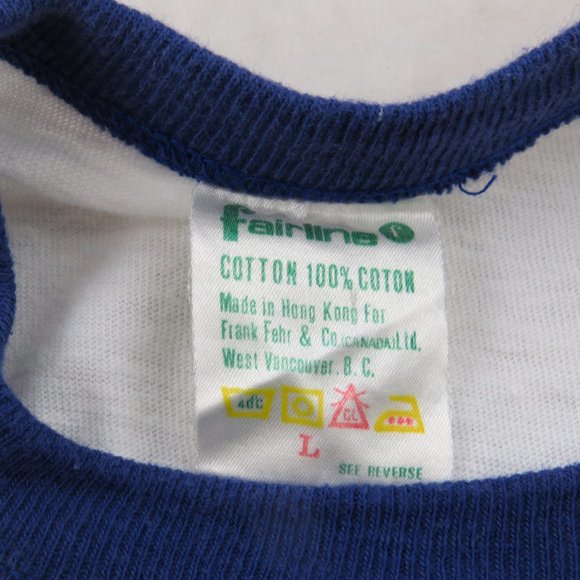 fairline F
COTTON 100% COTON
Made in Hong Kong For
Frank Fehr & Co.(CANADA)Ltd.
West Vancouver, B. C.
40°C CL
L
SEE REVERSE